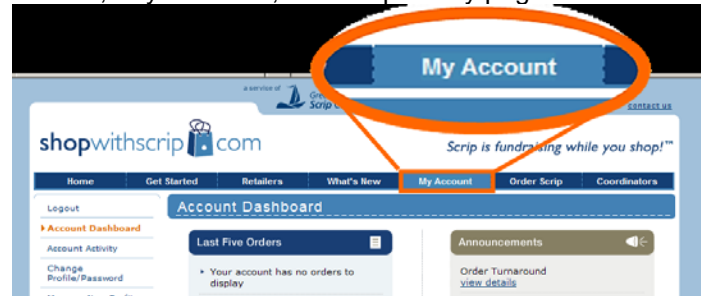 My Account
a service of
Scrip
contact us
shopwithscrip com
Scrip is fundraising while you shop!™
Home Get Started Retailers What's New My Account Order Scrip Coordinators
Logout
Account Dashboard
Account Dashboard
Account Activity
Change
Profile/Password
Last Five Orders
Your account has no orders to
display
Announcements
Order Turnaround
view details